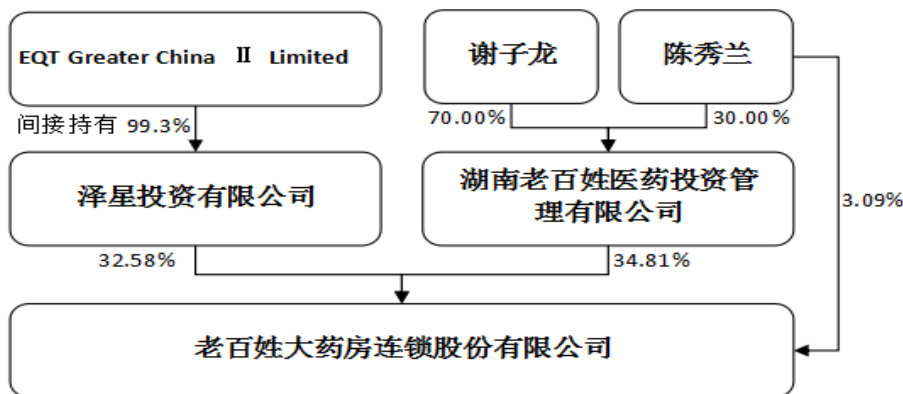 EQT Greater China Ⅱ Limited
谢子龙
陈秀兰
间接持有 99.3%
70.00%
30.00%
泽星投资有限公司
湖南老百姓医药投资管
理有限公司
3.09%
32.58%
34.81%
老百姓大药房连锁股份有限公司